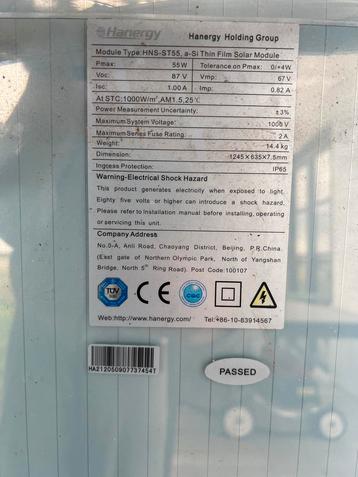 Hanergy Hanergy Holding Group
Module Type: HNS-ST55, a-Si Thin Film Solar Module
Pmax: 55W Tolerance on Pmax: 0/+4W
Voc: 87 V Vmp: 67 V
Isc: 1.00 A Imp: 0.82 A
At STC:1000W/m², AM1.5, 25℃
Power Measurement Uncertainty: ±3%
Maximum System Voltage: 1000 V
Maximum Series Fuse Rating: 2 A
Weight: 14.4 kg
Dimension: 1245×635×7.5mm
Ingress Protection: IP65
Warning-Electrical Shock Hazard
This product generates electricity when exposed to light.
Eighty five volts or higher can introduce a shock hazard.
Please refer to Installation manual before installing, operating
or servicing this unit.
Company Address
No.0-A, Anli Road, Chaoyang District, Beijing, P.R.China.
(East gate of Northern Olympic Park, North of Yangshan
Bridge, North 5th Ring Road). Post Code: 100107
TUV CE CQC
Web:http://www.hanergy.com/ Tel:+86-10-83914567
HA212050907737454T
PASSED